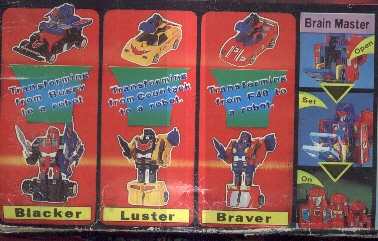 Transforming
from Buggy
to a robot.
Blacker
Transforming
from Countack
to a robot.
Luster
Transforming
from F40 to
a robot.
Braver
Brain Master
Open
Set
On